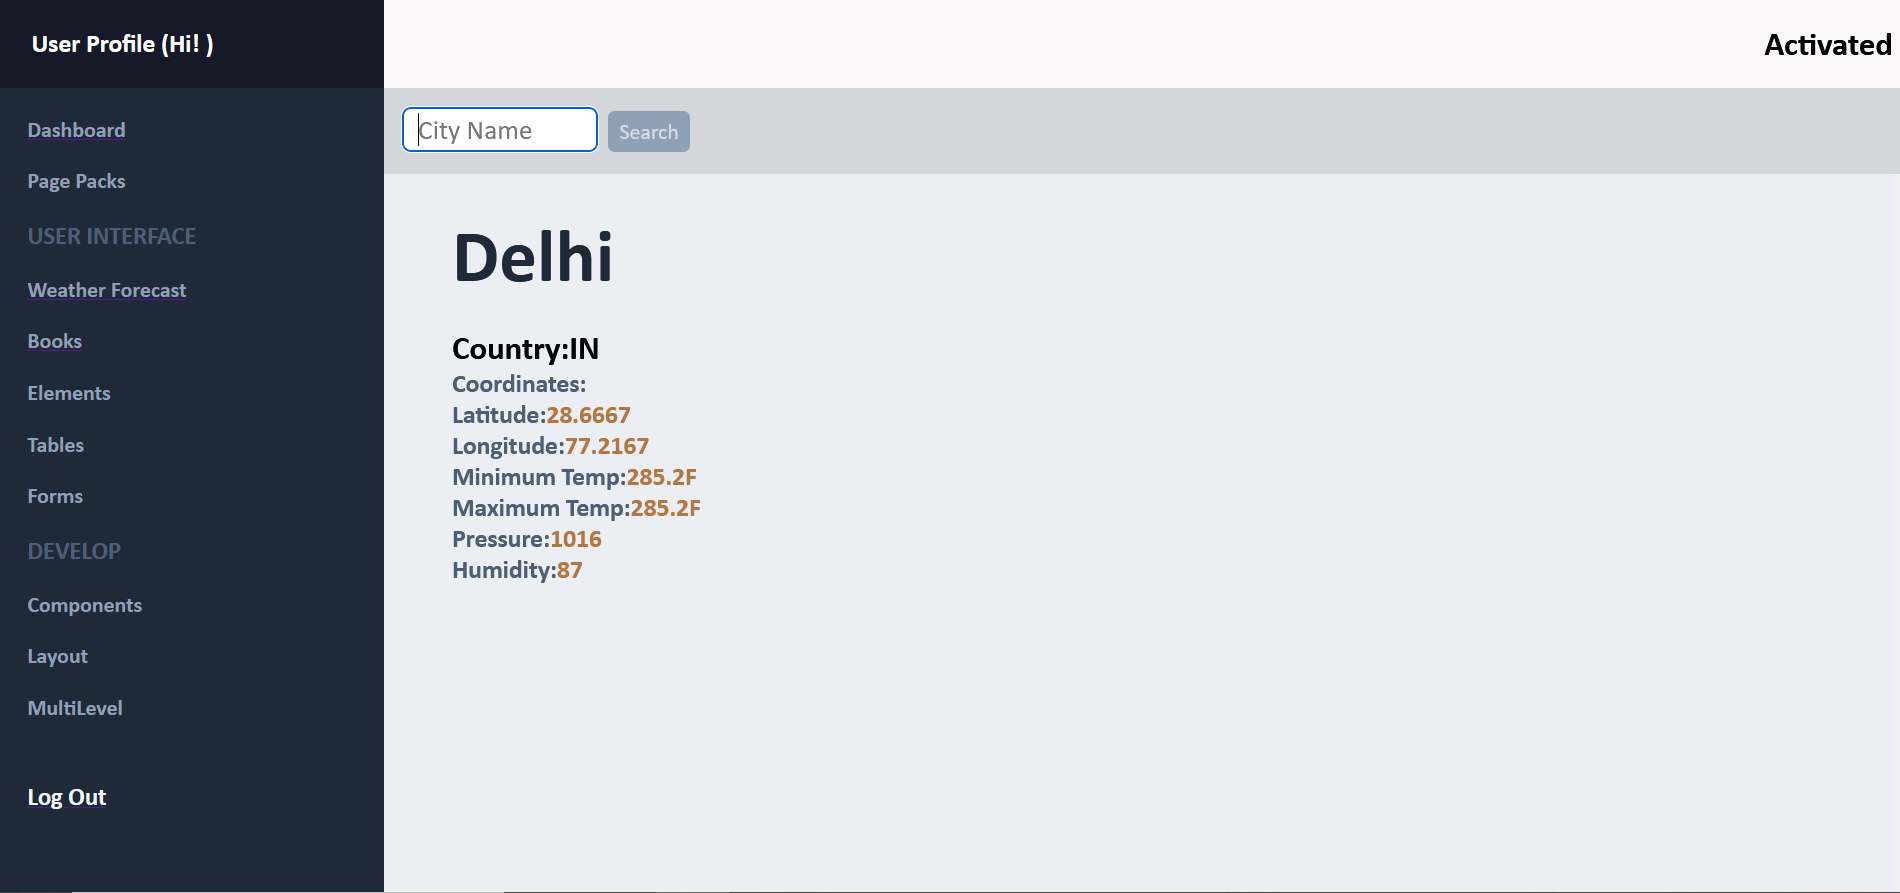 User Profile (Hi! )
Dashboard
Page Packs
USER INTERFACE
Weather Forecast
Books
Elements
Tables
Forms
DEVELOP
Components
Layout
MultiLevel
Log Out
Activated
City Name
Search
Delhi
Country:IN
Coordinates:
Latitude:28.6667
Longitude:77.2167
Minimum Temp:285.2F
Maximum Temp:285.2F
Pressure:1016
Humidity:87